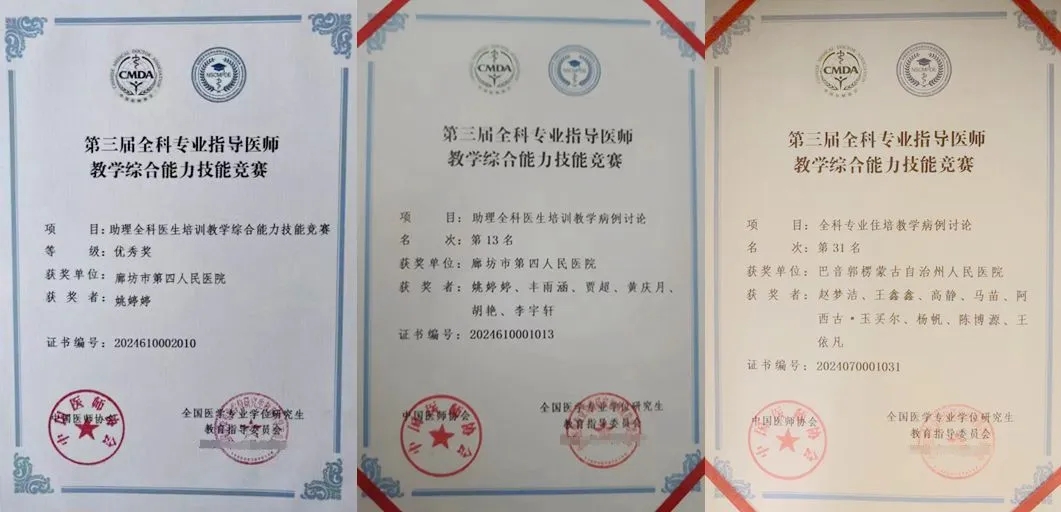 CMDA
NSCMPDE
第三届全科专业指导医师
教学综合能力技能竞赛
项 目:助理全科医生培训教学综合能力技能竞赛
等 级:优秀奖
获奖单位:廊坊市第四人民医院
获 奖 者:姚婷婷
证书编号:2024610002010
中国医师协会
全国医学专业学位研究生
教育指导委员会
CMDA
NSCMPDE
第三届全科专业指导医师
教学综合能力技能竞赛
项 目:助理全科医生培训教学病例讨论
名 次:第13名
获奖单位:廊坊市第四人民医院
获 奖 者:姚婷婷、丰雨涵、贾超、黄庆月、
胡艳、李宇轩
证书编号:2024610001013
中国医师协会
全国医学专业学位研究生
教育指导委员会
CMDA
NSCMPDE
第三届全科专业指导医师
教学综合能力技能竞赛
项 目:全科专业住培教学病例讨论
名 次:第31名
获奖单位:巴音郭楞蒙古自治州人民医院
获 奖 者:赵梦洁、王鑫鑫、高静、马苗、阿
西古·玉买尔、杨帆、陈博源、王
依凡
证书编号:2024070001031
中国医师协会
全国医学专业学位研究生
教育指导委员会